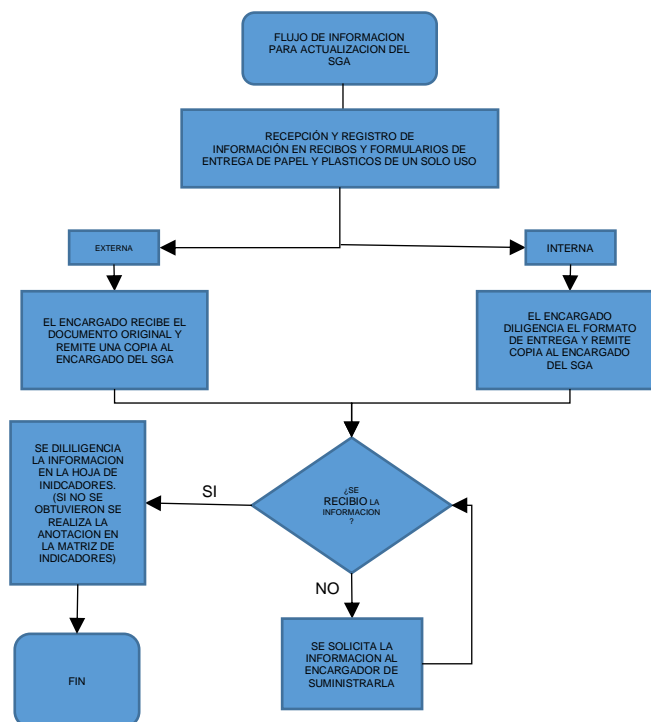 FLUJO DE INFORMACION
PARA ACTUALIZACION DEL
SGA
RECEPCIÓN Y REGISTRO DE
INFORMACIÓN EN RECIBOS Y FORMULARIOS DE
ENTREGA DE PAPEL Y PLASTICOS DE UN SOLO USO
EXTERNA
INTERNA
EL ENCARGADO RECIBE EL
DOCUMENTO ORIGINAL Y
REMITE UNA COPIA AL
ENCARGADO DEL SGA
EL ENCARGADO
DILIGENCIA EL FORMATO
DE ENTREGA Y REMITE
COPIA AL ENCARGADO
DEL SGA
SE DILILIGENCIA
LA INFORMACION
EN LA HOJA DE
INIDCADORES.
(SI NO SE
OBTUVIERON SE
REALIZA LA
ANOTACION EN
LA MATRIZ DE
INDICADORES)
SI
¿SE
RECIBIO LA
INFORMACION
?
NO
SE SOLICITA LA
INFORMACION AL
ENCARGADOR DE
SUMINISTRARLA
FIN